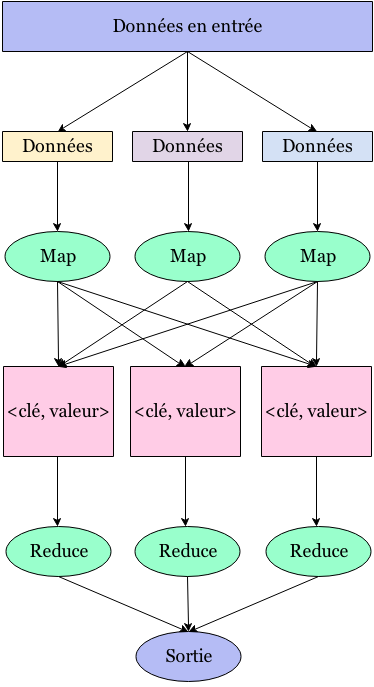 Données en entrée
Données
Données
Données
Map
Map
Map
<clé, valeur>
<clé, valeur>
<clé, valeur>
Reduce
Reduce
Reduce
Sortie